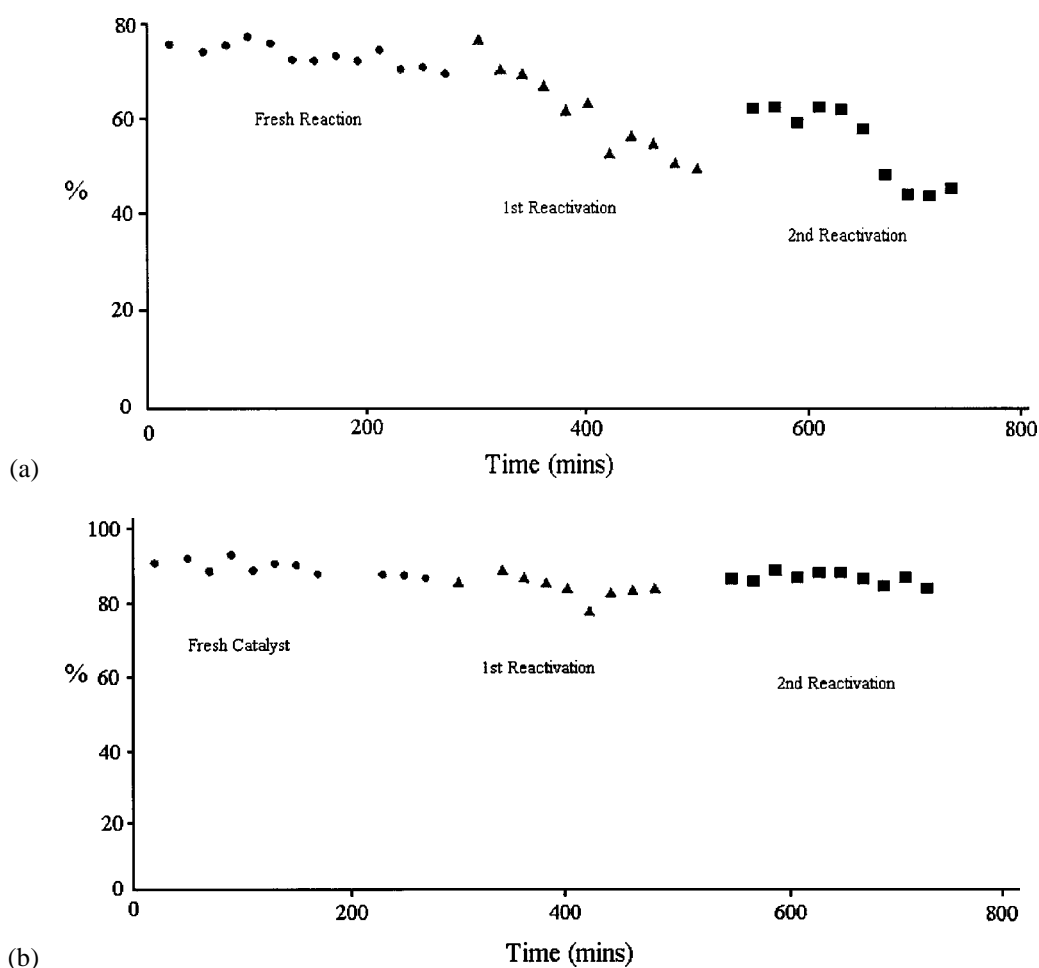 80
Fresh Reaction
60
%
1st Reactivation
40
2nd Reactivation
20
0
0 200 400 600 800
Time (mins)
(a)
100
80
Fresh Catalyst
% 60
1st Reactivation
2nd Reactivation
40
20
0
0 200 400 600 800
Time (mins)
(b)